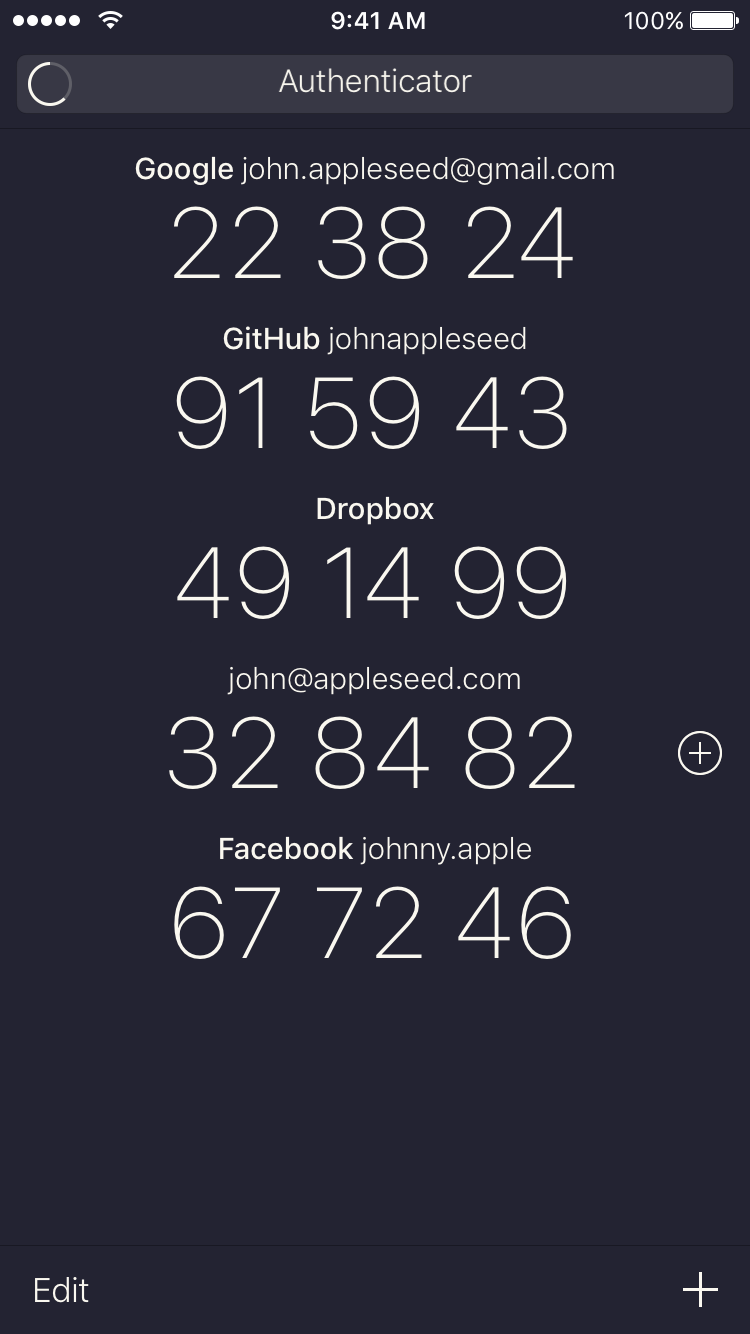 9:41 AM 100%
Authenticator
Google john.appleseed@gmail.com
22 38 24
GitHub johnappleseed
91 59 43
Dropbox
49 14 99
john@appleseed.com
32 84 82
Facebook johnny.apple
67 72 46
Edit